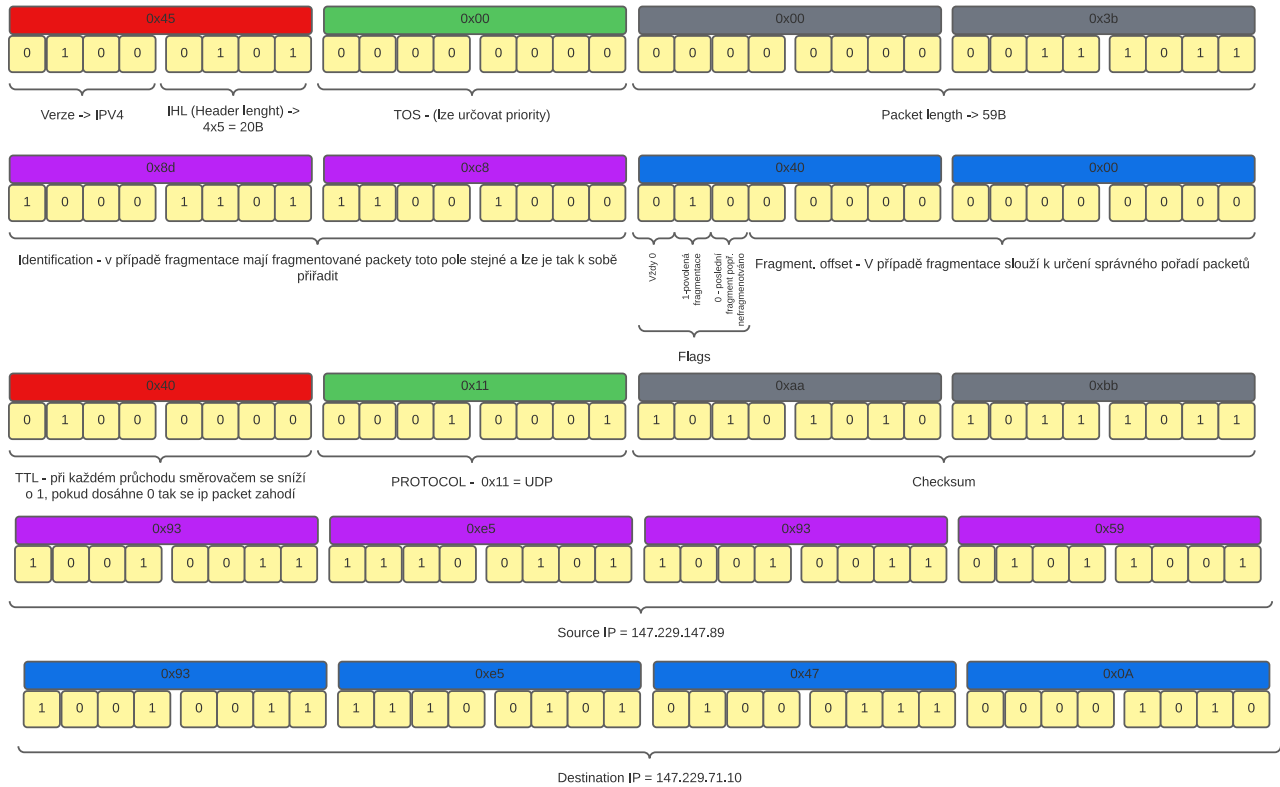 0x45 0x00 0x00 0x3b
0 1 0 0 0 1 0 1 0 0 0 0 0 0 0 0 0 0 0 0 0 0 0 0 0 0 1 1 1 0 1 1
Verze -> IPV4
IHL (Header lenght) ->
4x5 = 20B
TOS - (lze určovat priority)
Packet length -> 59B
0x8d 0xc8 0x40 0x00
1 0 0 0 1 1 0 1 1 1 0 0 1 0 0 0 0 1 0 0 0 0 0 0 0 0 0 0 0 0 0 0
Identification - v případě fragmentace mají fragmentované packety toto pole stejné a lze je tak k sobě
přiřadit
Vždy 0
1-povolená
fragmentace
0 - poslední
fragment popř.
nefragmenotváno
Fragment. offset - V případě fragmentace slouží k určení správného pořadí packetů
Flags
0x40 0x11 0xaa 0xbb
0 1 0 0 0 0 0 0 0 0 0 1 0 0 0 1 1 0 1 0 1 0 1 0 1 0 1 1 1 0 1 1
TTL - při každém průchodu směrovačem se sníží
o 1, pokud dosáhne 0 tak se ip packet zahodí
PROTOCOL - 0x11 = UDP
Checksum
0x93 0xe5 0x93 0x59
1 0 0 1 0 0 1 1 1 1 1 0 0 1 0 1 1 0 0 1 0 0 1 1 0 1 0 1 1 0 0 1
Source IP = 147.229.147.89
0x93 0xe5 0x47 0x0A
1 0 0 1 0 0 1 1 1 1 1 0 0 1 0 1 0 1 0 0 0 1 1 1 0 0 0 0 1 0 1 0
Destination IP = 147.229.71.10